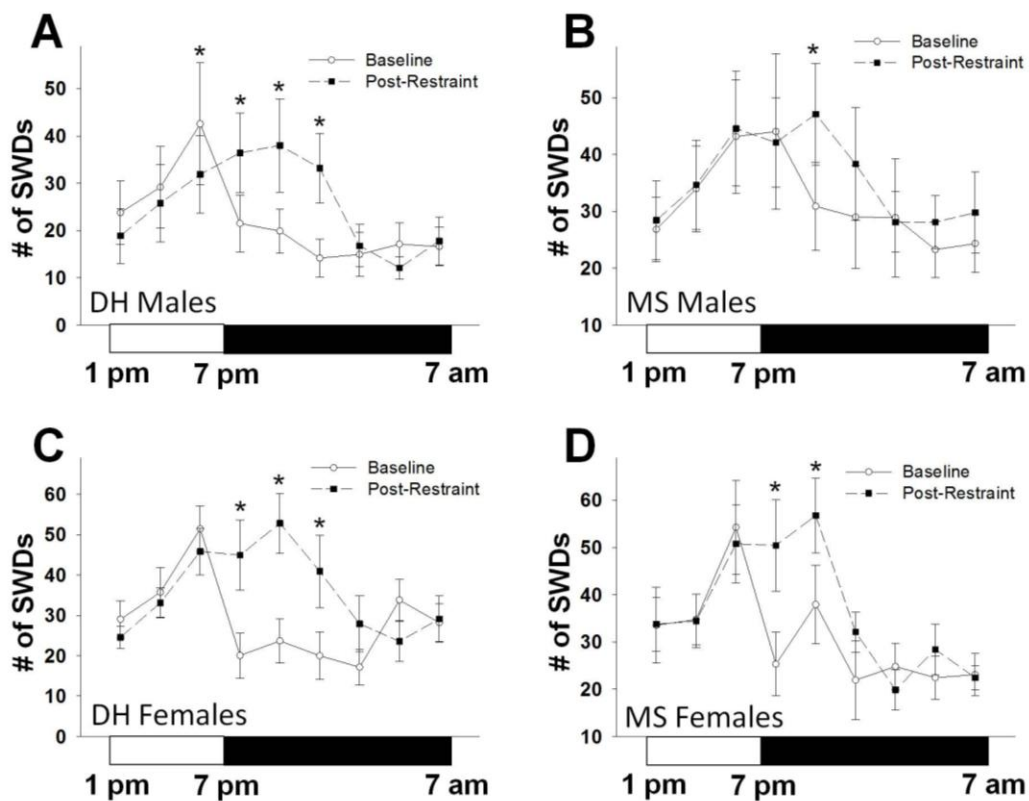 A
Baseline
Post-Restraint
*
*
*
*
50
40
30
20
10
0
# of SWDs
DH Males
1 pm
7 pm
7 am
B
Baseline
Post-Restraint
*
50
40
30
20
10
# of SWDs
MS Males
1 pm
7 pm
7 am
C
Baseline
Post-Restraint
*
*
*
60
50
40
30
20
10
0
# of SWDs
DH Females
1 pm
7 pm
7 am
D
Baseline
Post-Restraint
*
*
60
50
40
30
20
10
# of SWDs
MS Females
1 pm
7 pm
7 am